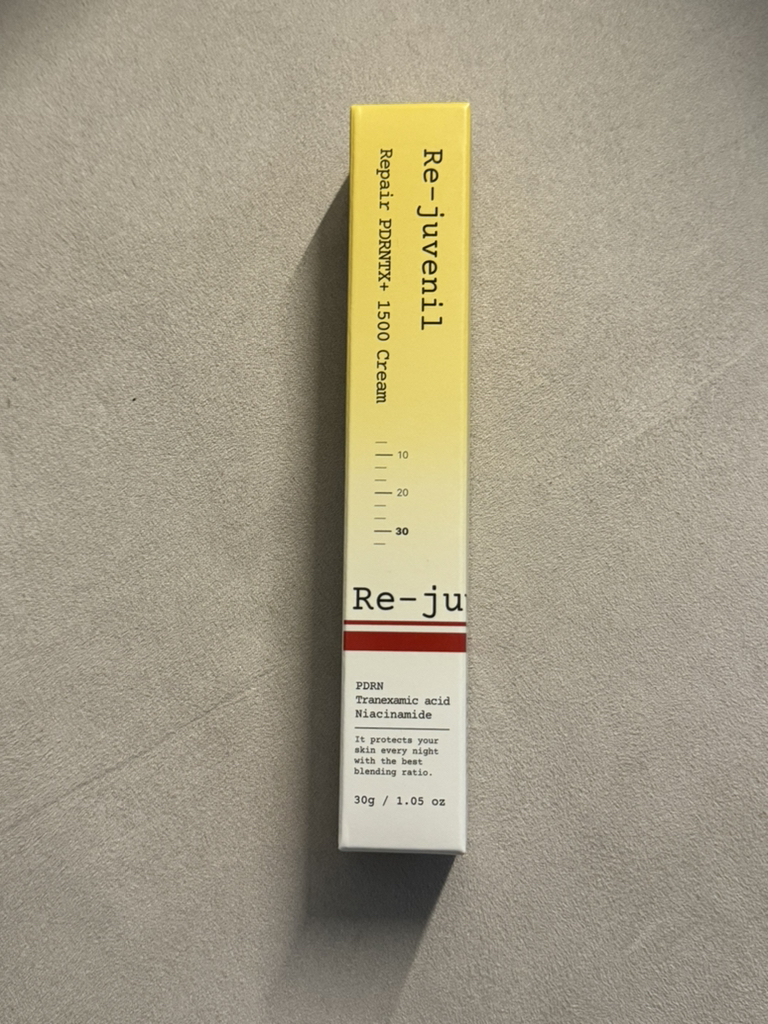 Re-juvenil
Repair PDRNTX+ 1500 Cream
10
20
30
Re-ju
PDRN
Tranexamic acid
Niacinamide
It protects your
skin every night
with the best
blending ratio.
30g / 1.05 oz